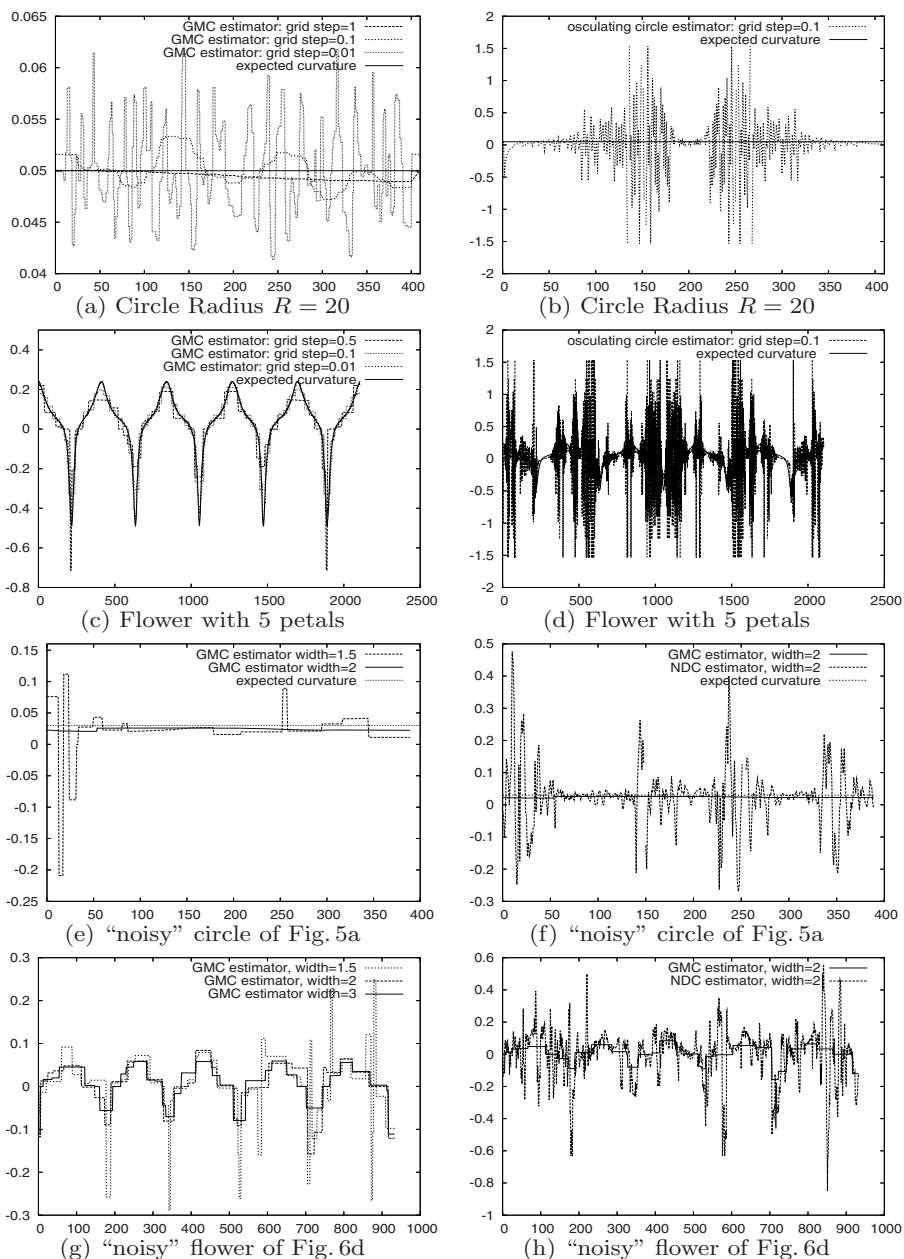 0.065
0.06
0.055
0.05
0.045
0.04
0 50 100 150 200 250 300 350 400
GMC estimator: grid step=1
GMC estimator: grid step=0.1
GMC estimator: grid step=0.01
expected curvature
(a) Circle Radius R = 20
2
1.5
1
0.5
0
-0.5
-1
-1.5
-2
0 50 100 150 200 250 300 350 400
osculating circle estimator: grid step=0.1
expected curvature
(b) Circle Radius R = 20
0.4
0.2
0
-0.2
-0.4
-0.6
-0.8
0 500 1000 1500 2000 2500
GMC estimator: grid step=0.5
GMC estimator: grid step=0.1
GMC estimator: grid step=0.01
expected curvature
(c) Flower with 5 petals
2
1.5
1
0.5
0
-0.5
-1
-1.5
-2
0 500 1000 1500 2000 2500
osculating circle estimator: grid step=0.1
expected curvature
(d) Flower with 5 petals
0.15
0.1
0.05
0
-0.05
-0.1
-0.15
-0.2
-0.25
0 50 100 150 200 250 300 350 400
GMC estimator width=1.5
GMC estimator width=2
expected curvature
(e) “noisy” circle of Fig. 5a
0.5
0.4
0.3
0.2
0.1
0
-0.1
-0.2
-0.3
0 50 100 150 200 250 300 350 400
GMC estimator, width=2
NDC estimator, width=2
expected curvature
(f) “noisy” circle of Fig. 5a
0.3
0.2
0.1
0
-0.1
-0.2
-0.3
0 100 200 300 400 500 600 700 800 900 1000
GMC estimator, width=1.5
GMC estimator, width=2
GMC estimator width=3
(g) “noisy” flower of Fig. 6d
0.6
0.4
0.2
0
-0.2
-0.4
-0.6
-0.8
-1
0 100 200 300 400 500 600 700 800 900 1000
GMC estimator, width=2
NDC estimator, width=2
(h) “noisy” flower of Fig. 6d